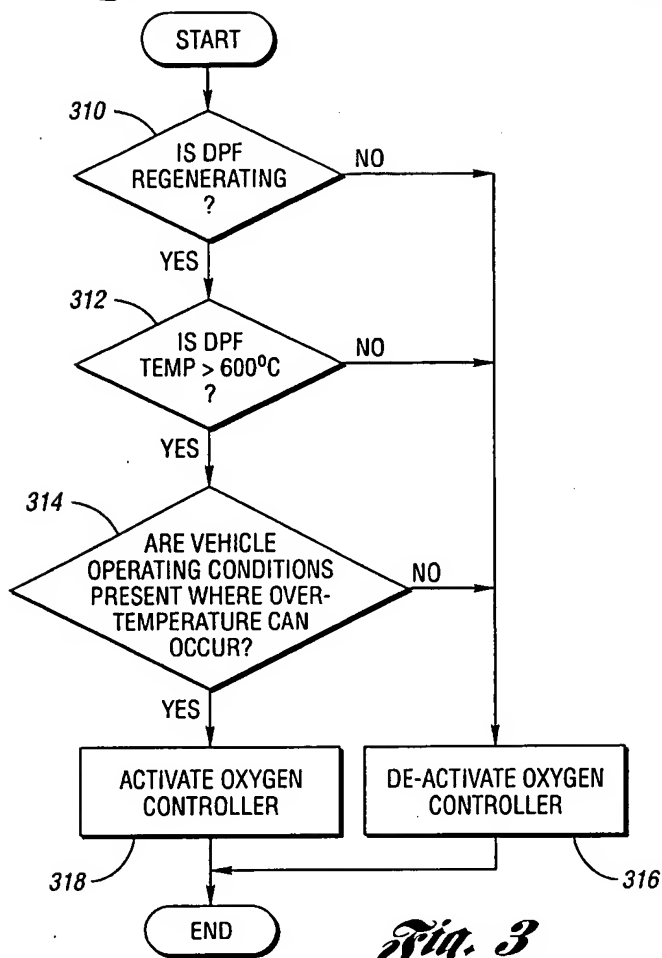 START
310
IS DPF
REGENERATING
?
NO
YES
312
IS DPF
TEMP > 600⁰C
?
NO
YES
314
ARE VEHICLE
OPERATING CONDITIONS
PRESENT WHERE OVER-
TEMPERATURE CAN
OCCUR?
NO
YES
ACTIVATE OXYGEN
CONTROLLER
DE-ACTIVATE OXYGEN
CONTROLLER
318
316
END
Fig. 3